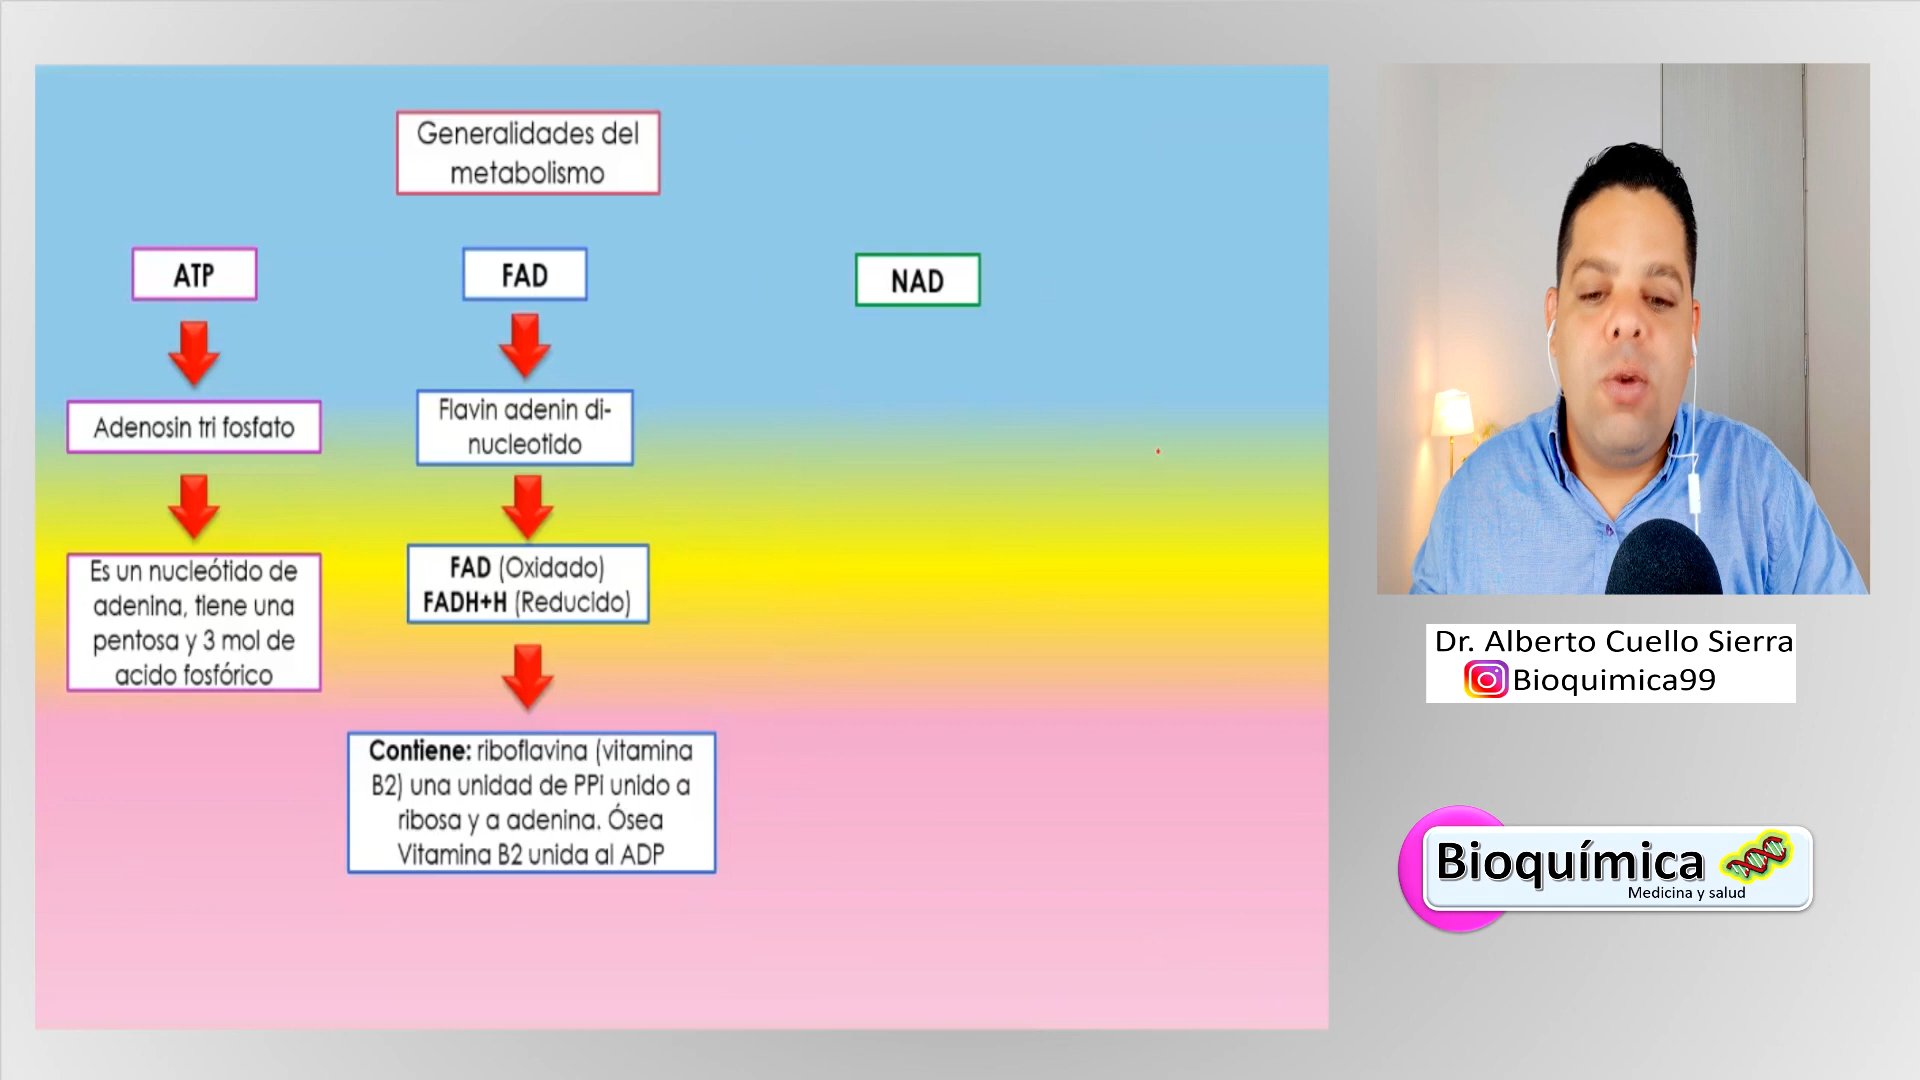 Generalidades del
metabolismo
ATP
FAD
NAD
Adenosin tri fosfato
Flavin adenin di-
nucleotido
Es un nucleótido de
adenina, tiene una
pentosa y 3 mol de
acido fosfórico
FAD (Oxidado)
FADH+H (Reducido)
Contiene: riboflavina (vitamina
B2) una unidad de PPi unido a
ribosa y a adenina. Ósea
Vitamina B2 unida al ADP
Dr. Alberto Cuello Sierra
Bioquimica99
Bioquímica
Medicina y salud